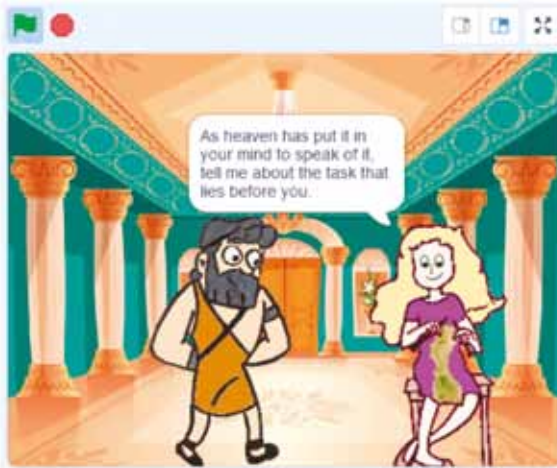 As heaven has put it in
your mind to speak of it,
tell me about the task that
lies before you.